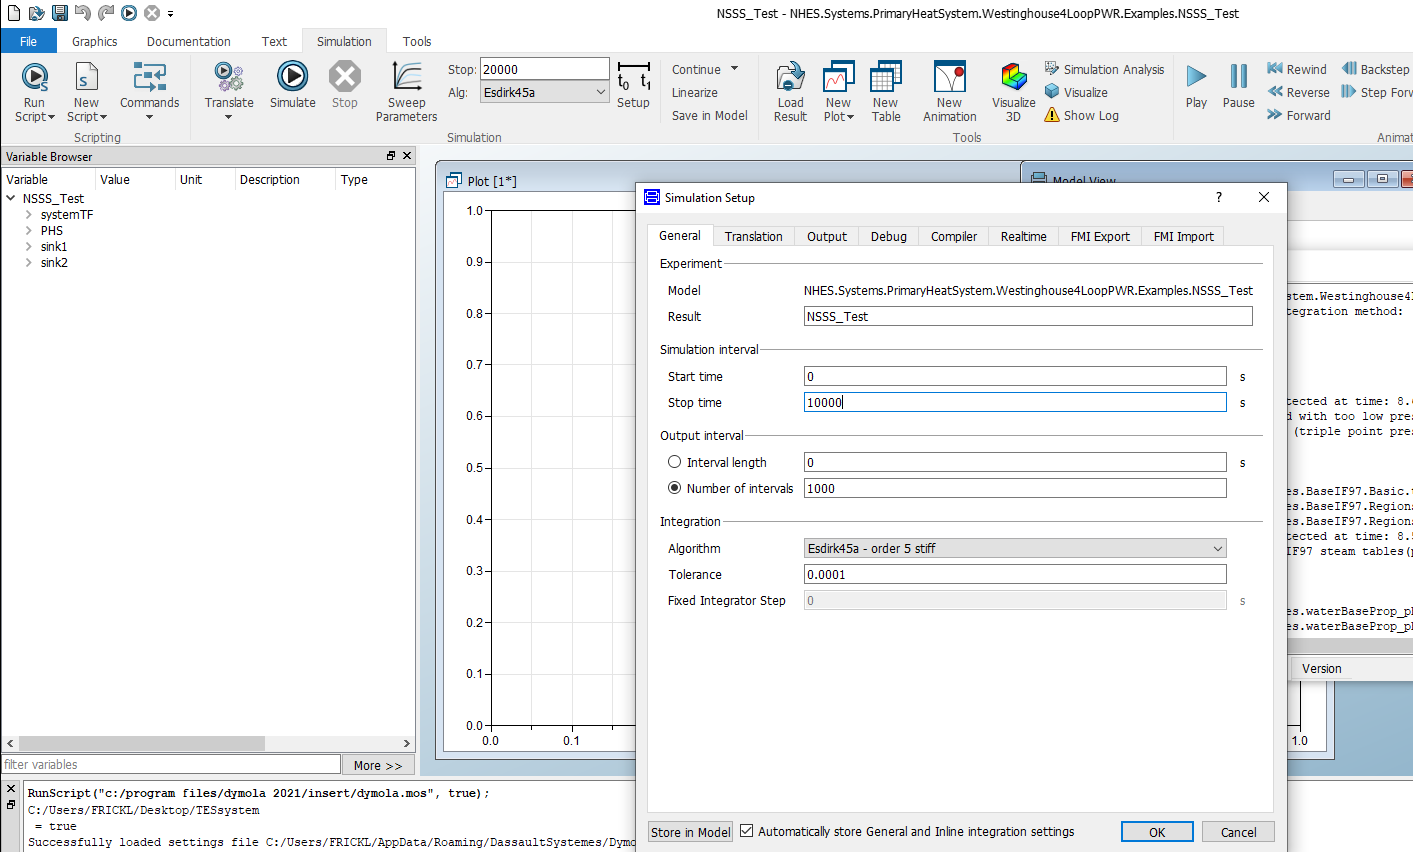 NSSS_Test - NHES.Systems.PrimaryHeatSystem.Westinghouse4LoopPWR.Examples.NSSS_Test
File Graphics Documentation Text Simulation Tools
Run Script
New Script
Commands
Scripting
Translate
Simulate
Stop
Sweep Parameters
Stop: 20000
Alg: Esdirk45a
t0 t1
Setup
Continue
Linearize
Save in Model
Simulation
Load Result
New Plot
New Table
New Animation
Visualize 3D
Simulation Analysis
Visualize
Show Log
Tools
Play
Pause
Rewind
Reverse
Forward
Backstep
Step Forw
Animat
Variable Browser
Variable Value Unit Description Type
NSSS_Test
systemTF
PHS
sink1
sink2
filter variables
More >>
Plot [1*]
1.0
0.9
0.8
0.7
0.6
0.5
0.4
0.3
0.2
0.1
0.0
0.0 0.1
1.0
Model View
Simulation Setup
?
General Translation Output Debug Compiler Realtime FMI Export FMI Import
Experiment
Model NHES.Systems.PrimaryHeatSystem.Westinghouse4LoopPWR.Examples.NSSS_Test
Result NSSS_Test
Simulation interval
Start time 0 s
Stop time 10000 s
Output interval
Interval length 0 s
Number of intervals 1000
Integration
Algorithm Esdirk45a - order 5 stiff
Tolerance 0.0001
Fixed Integrator Step 0 s
Store in Model
Automatically store General and Inline integration settings
OK
Cancel
stem.Westinghouse4
tegration method:
tected at time: 8.
d with too low pres
(triple point pres
es.BaseIF97.Basic.
es.BaseIF97.Regions
es.BaseIF97.Regions
tected at time: 8.5
IF97 steam tables(p
es.waterBaseProp_p
es.waterBaseProp_p
Version
RunScript("c:/program files/dymola 2021/insert/dymola.mos", true);
C:/Users/FRICKL/Desktop/TESsystem
= true
Successfully loaded settings file C:/Users/FRICKL/AppData/Roaming/DassaultSystemes/Dymo